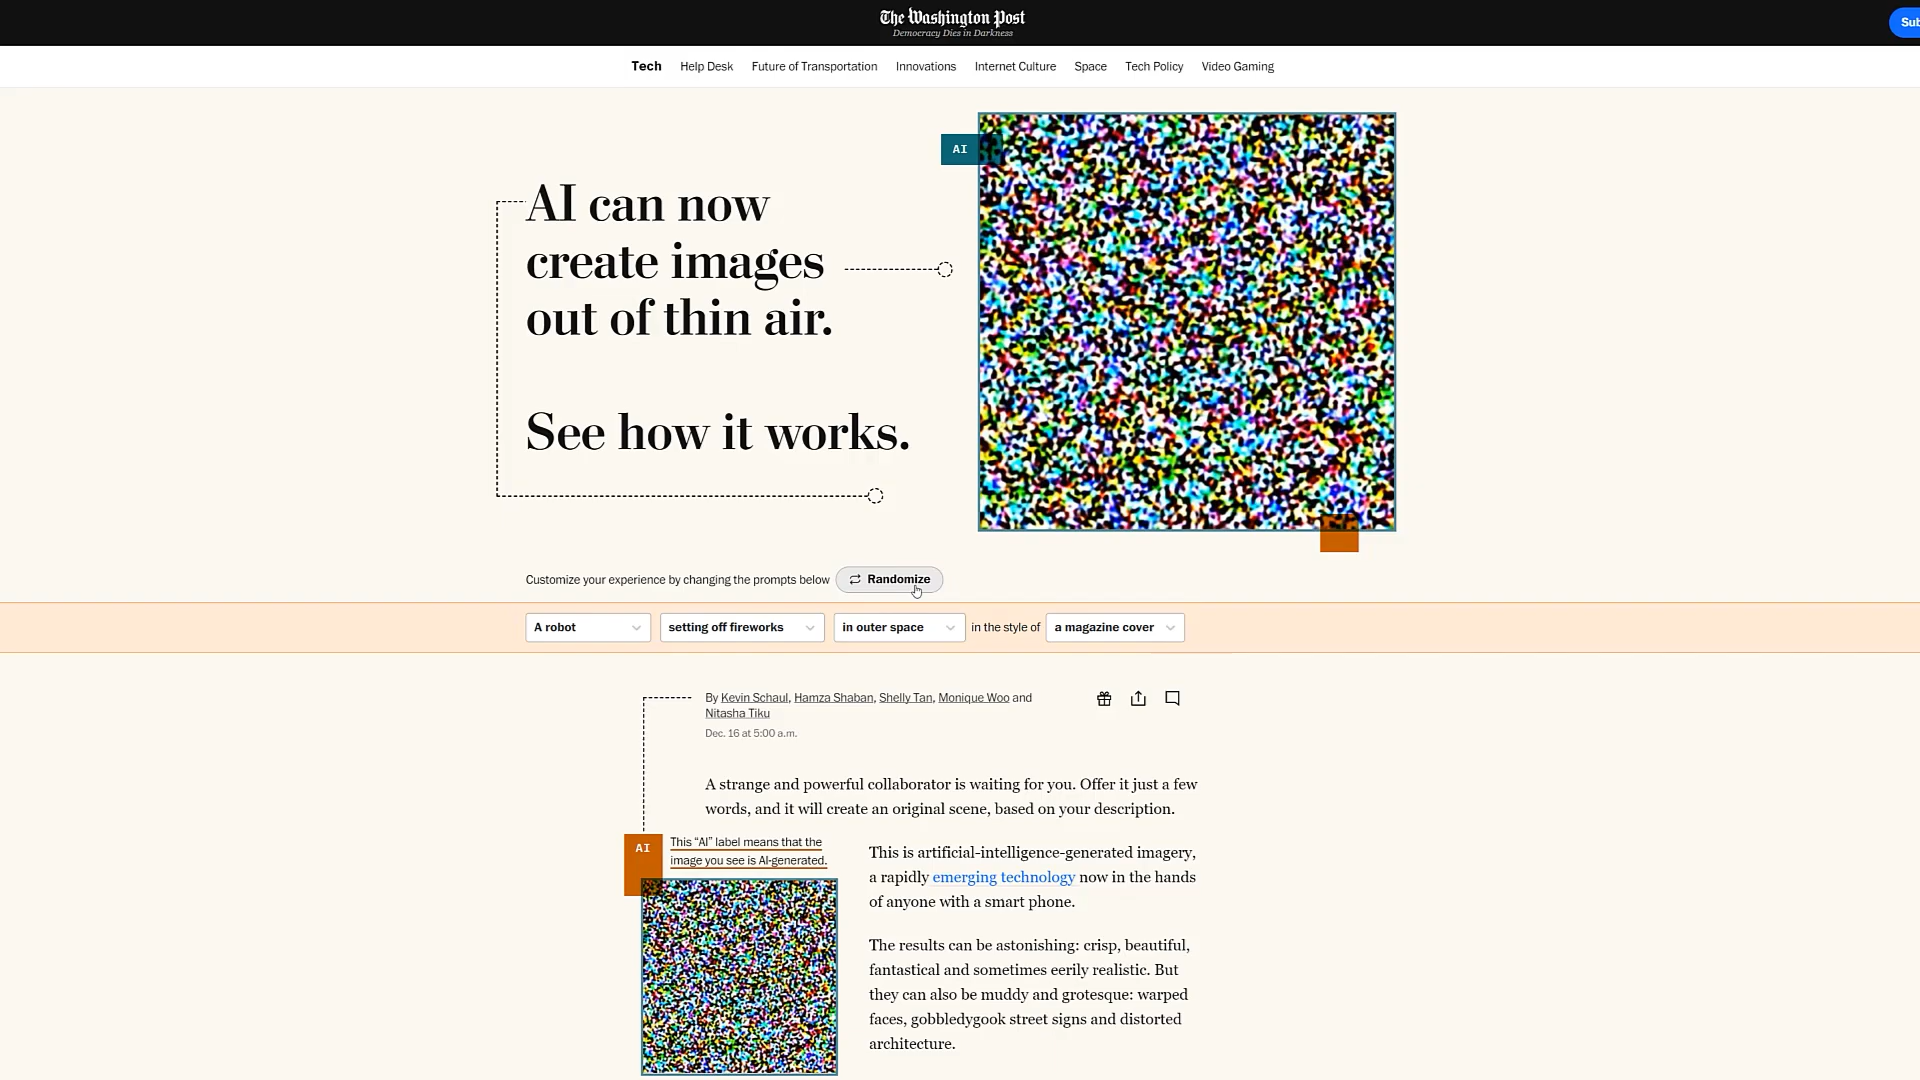 The Washington Post
Democracy Dies in Darkness
Sub
Tech Help Desk Future of Transportation Innovations Internet Culture Space Tech Policy Video Gaming
AI
AI can now
create images
out of thin air.
See how it works.
Customize your experience by changing the prompts below Randomize
A robot setting off fireworks in outer space in the style of a magazine cover
By Kevin Schaul, Hamza Shaban, Shelly Tan, Monique Woo and
Nitasha Tiku
Dec. 16 at 5:00 a.m.
A strange and powerful collaborator is waiting for you. Offer it just a few
words, and it will create an original scene, based on your description.
AI
This “AI” label means that the
image you see is AI-generated.
This is artificial-intelligence-generated imagery,
a rapidly emerging technology now in the hands
of anyone with a smart phone.
The results can be astonishing: crisp, beautiful,
fantastical and sometimes eerily realistic. But
they can also be muddy and grotesque: warped
faces, gobbledygook street signs and distorted
architecture.